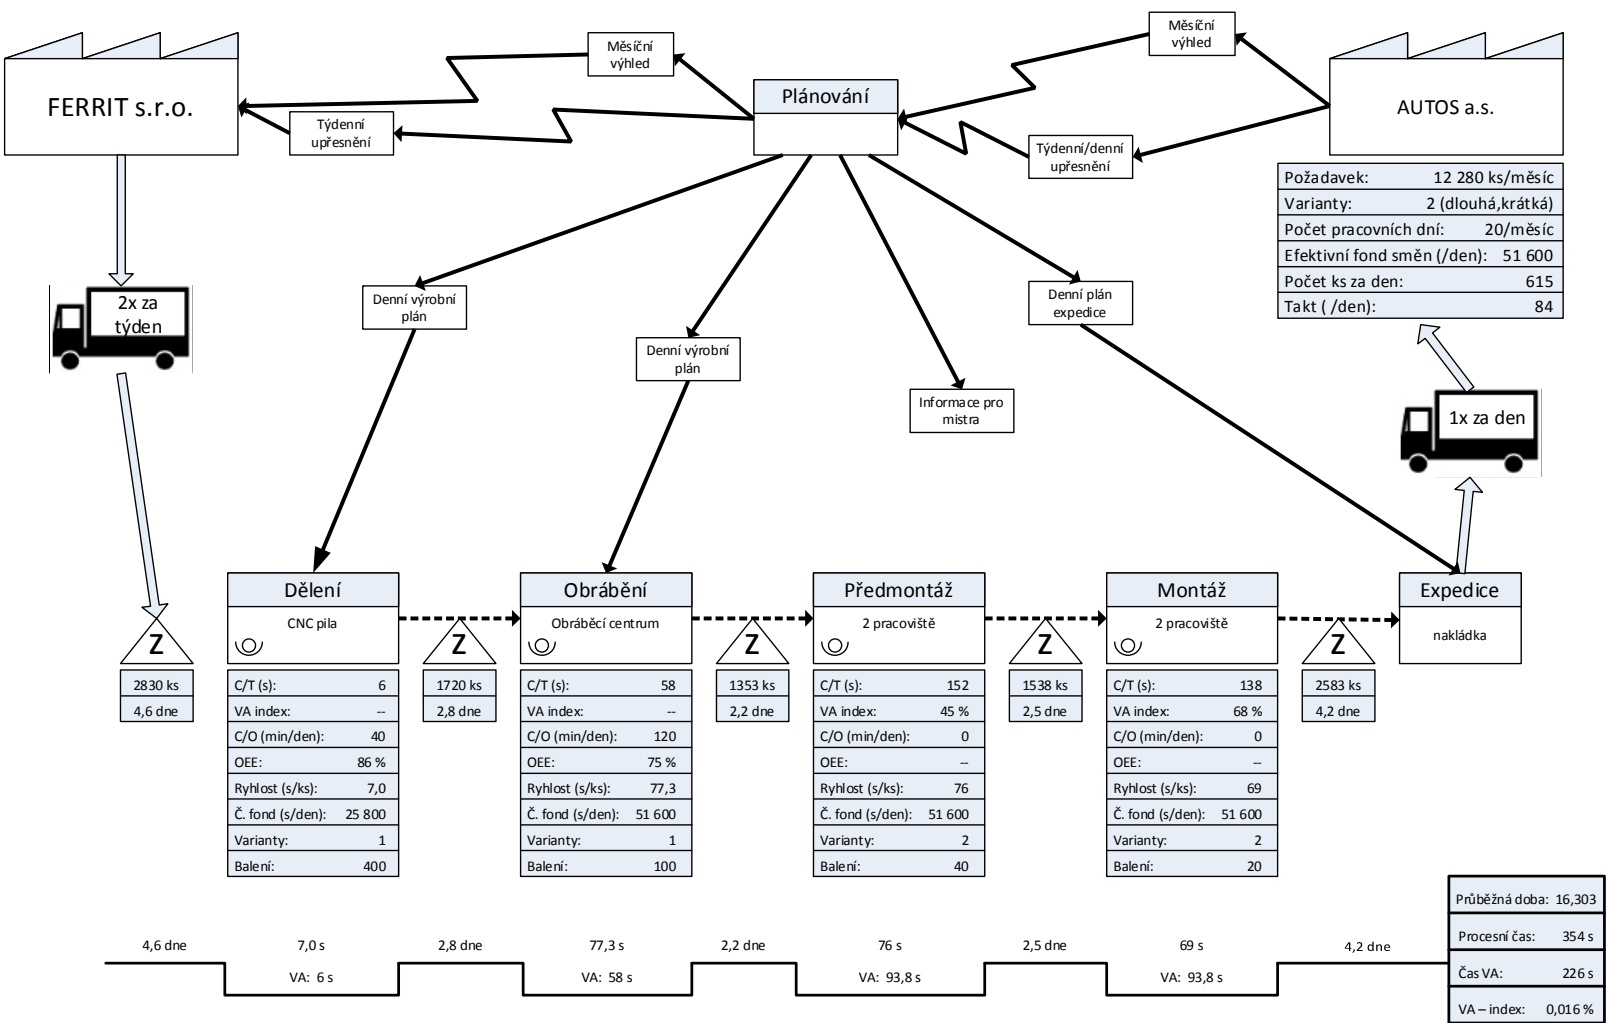 Měsíční
výhled
Měsíční
výhled
FERRIT s.r.o.
Plánování
AUTOS a.s.
Týdenní
upřesnění
Týdenní/denní
upřesnění
Požadavek: 12 280 ks/měsíc
Varianty: 2 (dlouhá,krátká)
Počet pracovních dní: 20/měsíc
Efektivní fond směn (/den): 51 600
Počet ks za den: 615
Takt ( /den): 84
2x za
týden
Denní výrobní
plán
Denní plán
expedice
Denní výrobní
plán
Informace pro
mistra
1x za den
Dělení
CNC pila
Obrábění
Obráběcí centrum
Předmontáž
2 pracoviště
Montáž
2 pracoviště
Expedice
nakládka
Z
2830 ks
4,6 dne
C/T (s): 6
VA index: --
C/O (min/den): 40
OEE: 86 %
Ryhlost (s/ks): 7,0
Č. fond (s/den): 25 800
Varianty: 1
Balení: 400
Z
1720 ks
2,8 dne
C/T (s): 58
VA index: --
C/O (min/den): 120
OEE: 75 %
Ryhlost (s/ks): 77,3
Č. fond (s/den): 51 600
Varianty: 1
Balení: 100
Z
1353 ks
2,2 dne
C/T (s): 152
VA index: 45 %
C/O (min/den): 0
OEE: --
Ryhlost (s/ks): 76
Č. fond (s/den): 51 600
Varianty: 2
Balení: 40
Z
1538 ks
2,5 dne
C/T (s): 138
VA index: 68 %
C/O (min/den): 0
OEE: --
Ryhlost (s/ks): 69
Č. fond (s/den): 51 600
Varianty: 2
Balení: 20
Z
2583 ks
4,2 dne
4,6 dne 7,0 s 2,8 dne 77,3 s 2,2 dne 76 s 2,5 dne 69 s 4,2 dne
VA: 6 s VA: 58 s VA: 93,8 s VA: 93,8 s
Průběžná doba: 16,303
Procesní čas: 354 s
Čas VA: 226 s
VA – index: 0,016 %